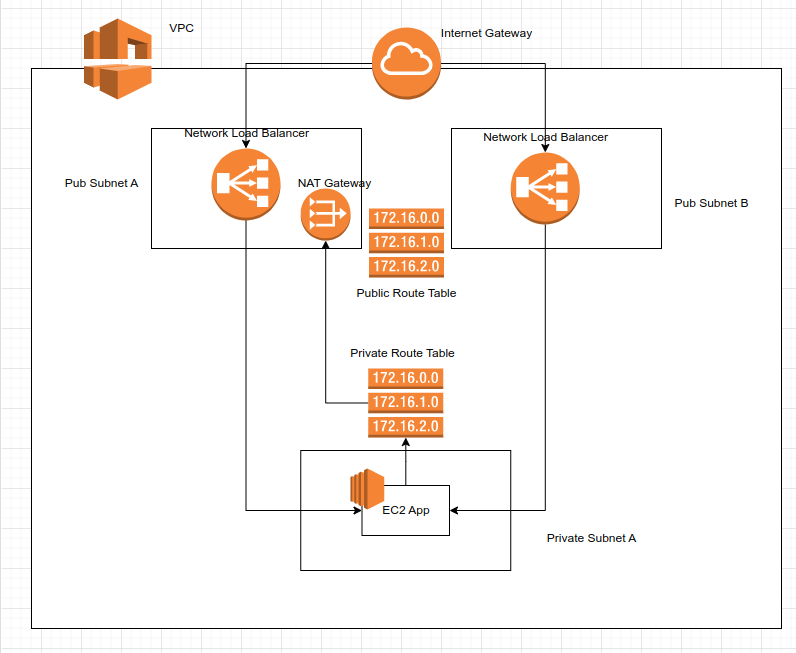 VPC
Internet Gateway
Network Load Balancer
Network Load Balancer
Pub Subnet A
NAT Gateway
Pub Subnet B
172.16.0.0
172.16.1.0
172.16.2.0
Public Route Table
Private Route Table
172.16.0.0
172.16.1.0
172.16.2.0
EC2 App
Private Subnet A